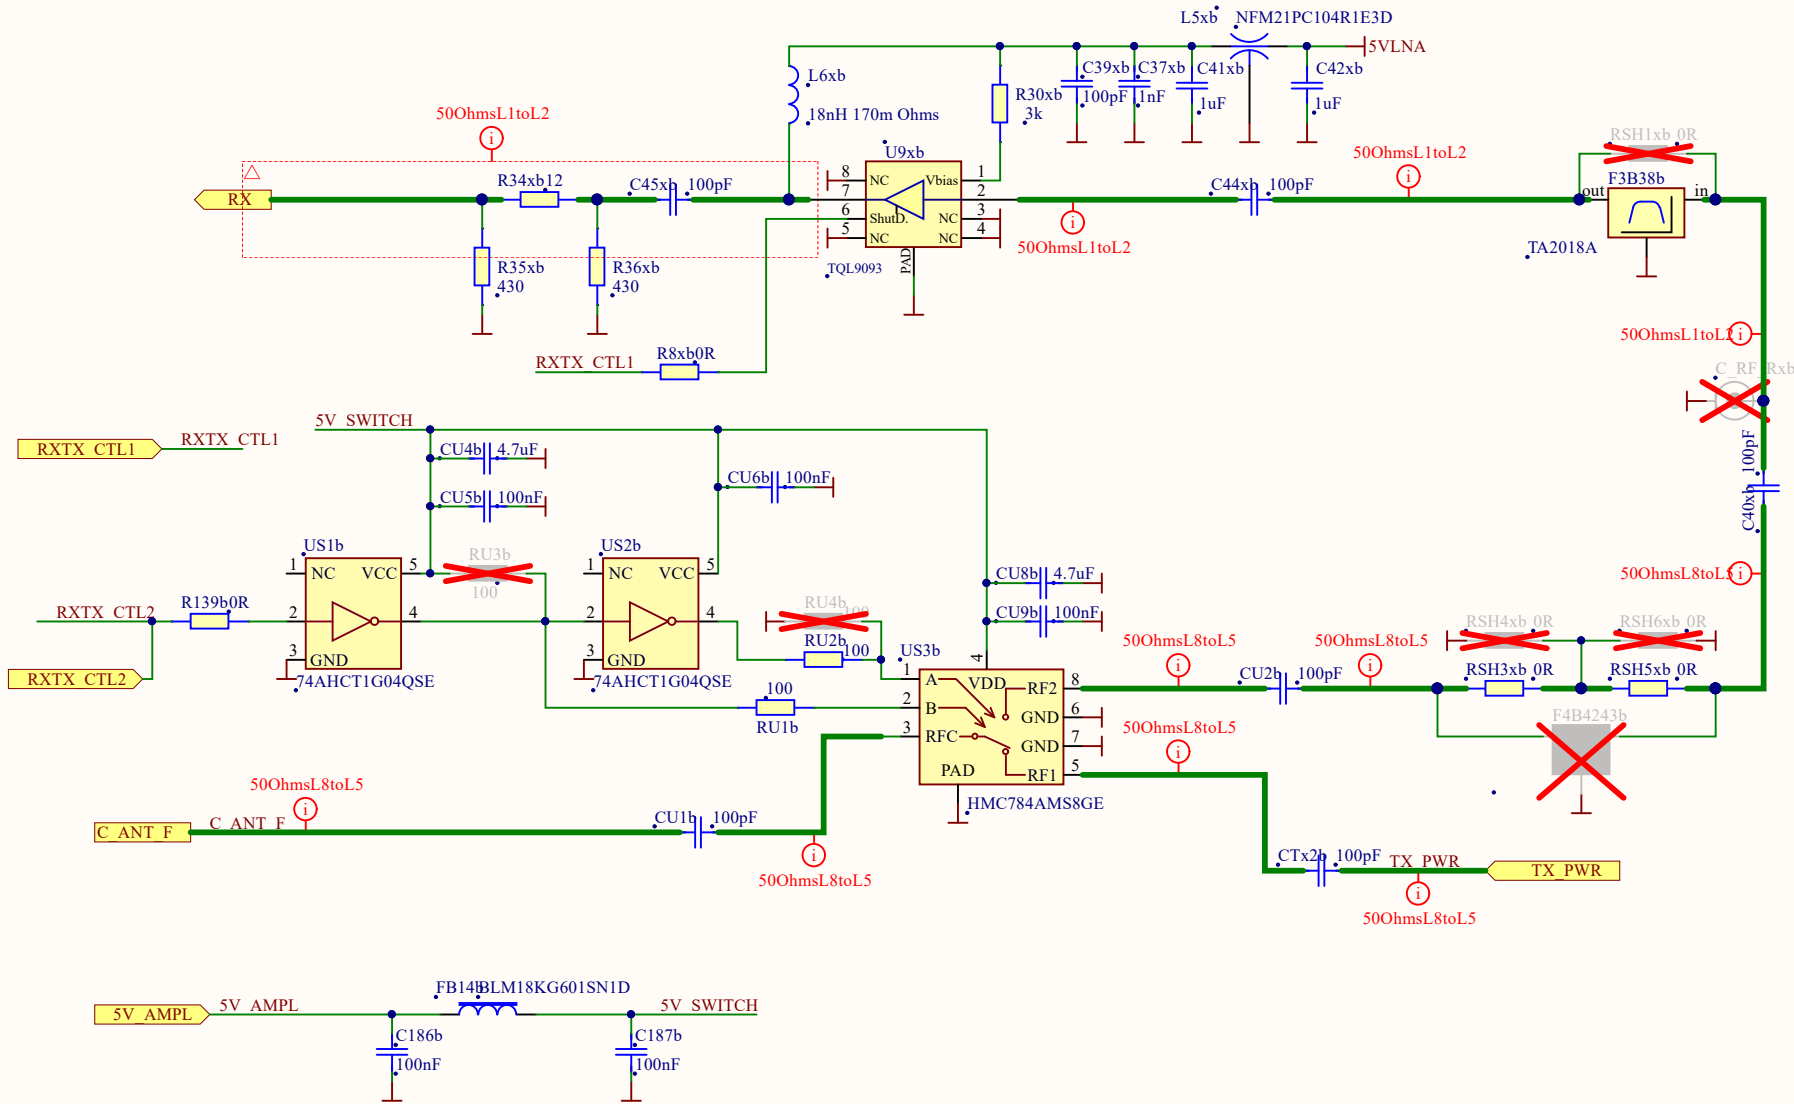 L5xb NFM21PC104R1E3D
5VLNA
L6xb
18nH 170m Ohms
R30xb
3k
C39xb
100pF
C37xb
1nF
C41xb
1uF
C42xb
1uF
50OhmsL1toL2
i
RX
R34xb12
C45xb 100pF
R35xb
430
R36xb
430
U9xb
8 NC Vbias 1
7 2
6 ShutD. NC 3
5 NC NC 4
PAD
TQL9093
50OhmsL1toL2
i
C44xb 100pF
50OhmsL1toL2
i
RSH1xb 0R
F3B38b
out in
TA2018A
50OhmsL1toL2
i
C_RF_Rxb
C40xb 100pF
50OhmsL8toL5
i
RXTX_CTL1
R8xb0R
5V_SWITCH
RXTX_CTL1
RXTX_CTL1
CU4b 4.7uF
CU5b 100nF
CU6b 100nF
US1b
1 NC VCC 5
2 4
3 GND
74AHCT1G04QSE
RU3b
100
US2b
1 NC VCC 5
2 4
3 GND
74AHCT1G04QSE
RXTX_CTL2
R139b0R
RXTX_CTL2
RU4b 100
RU2b
100
100
RU1b
CU8b 4.7uF
CU9b 100nF
US3b
4
1 A VDD RF2 8
2 B GND 6
3 RFC GND 7
PAD RF1 5
HMC784AMS8GE
50OhmsL8toL5
i
CU2b 100pF
50OhmsL8toL5
i
RSH4xb 0R
RSH6xb 0R
RSH3xb 0R
RSH5xb 0R
F4B4243b
50OhmsL8toL5
i
50OhmsL8toL5
i
C_ANT_F
C_ANT_F
CU1b 100pF
i
50OhmsL8toL5
CTx2b 100pF
TX_PWR
TX_PWR
i
50OhmsL8toL5
5V_AMPL
5V_AMPL
FB14b BLM18KG601SN1D
5V_SWITCH
C186b
100nF
C187b
100nF